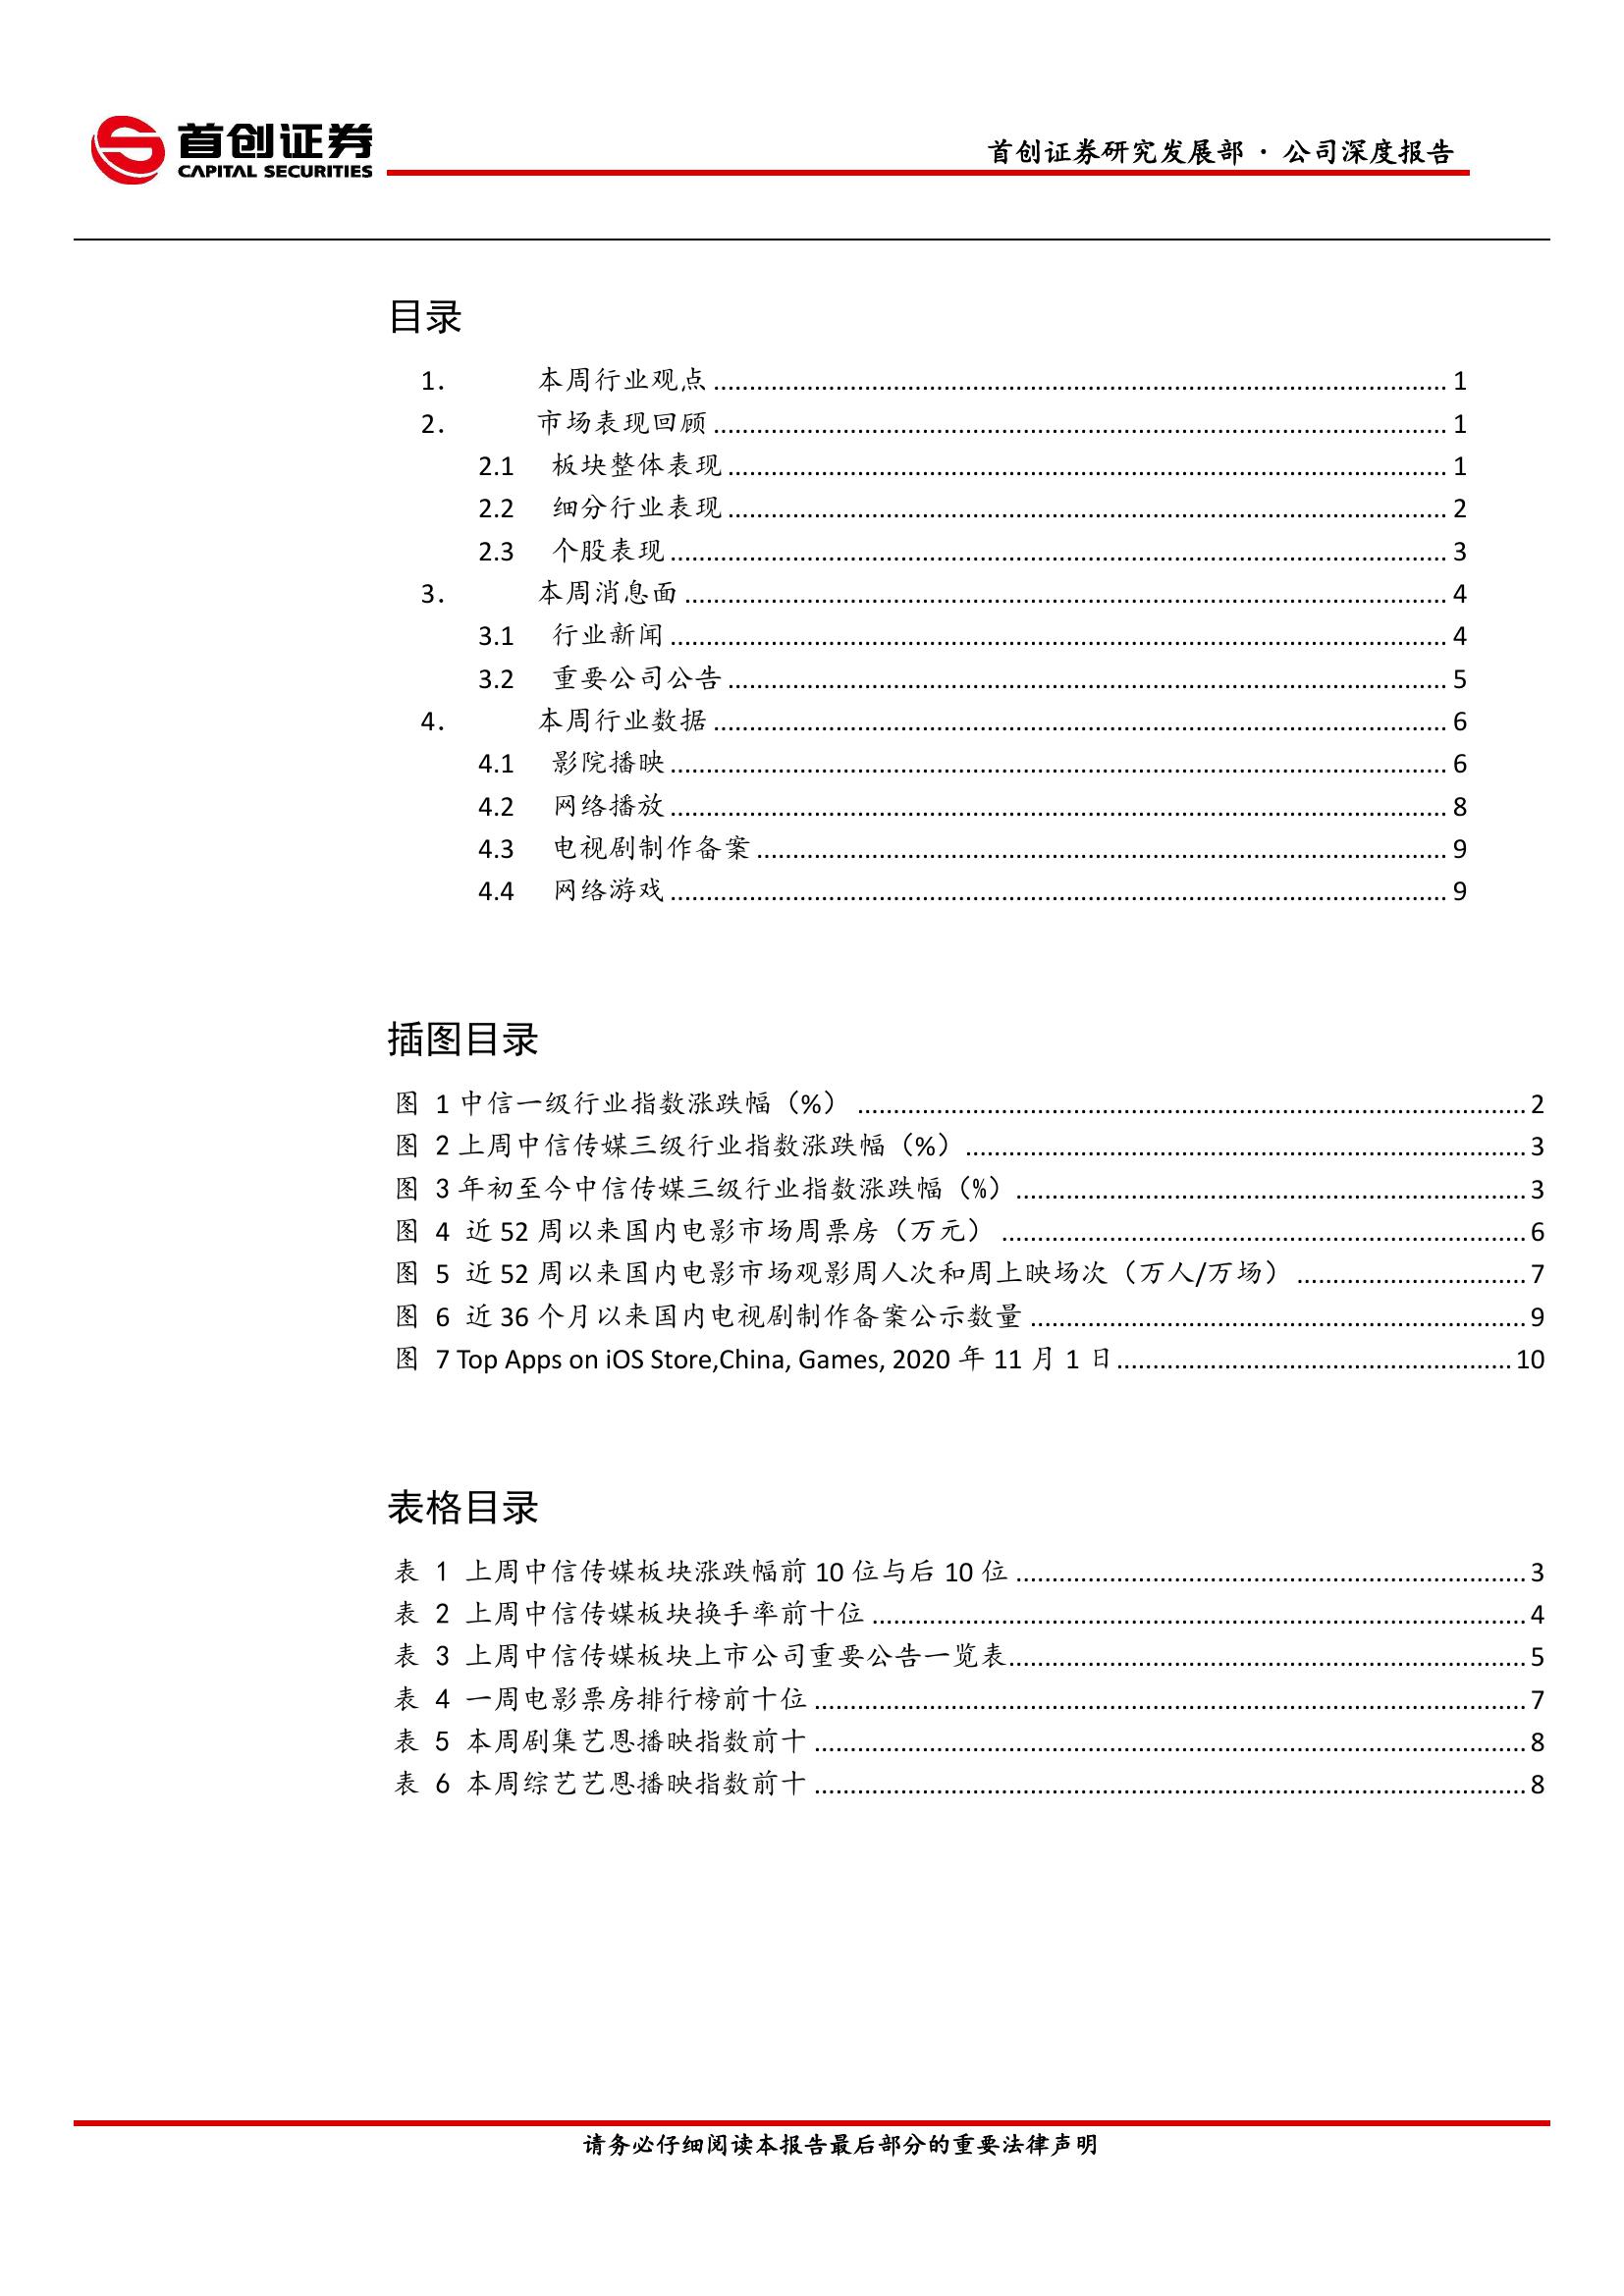 首创证券
CAPITAL SECURITIES
首创证券研究发展部 · 公司深度报告
目录
1. 本周行业观点 ........ 1
2. 市场表现回顾 ........ 1
2.1 板块整体表现 ........ 1
2.2 细分行业表现 ........ 2
2.3 个股表现 ........ 3
3. 本周消息面 ........ 4
3.1 行业新闻 ........ 4
3.2 重要公司公告 ........ 5
4. 本周行业数据 ........ 6
4.1 影院播映 ........ 6
4.2 网络播放 ........ 8
4.3 电视剧制作备案 ........ 9
4.4 网络游戏 ........ 9
插图目录
图 1 中信一级行业指数涨跌幅（%） ........ 2
图 2 上周中信传媒三级行业指数涨跌幅（%） ........ 3
图 3 年初至今中信传媒三级行业指数涨跌幅（%） ........ 3
图 4 近 52 周以来国内电影市场周票房（万元） ........ 6
图 5 近 52 周以来国内电影市场观影周人次和周上映场次（万人/万场） ........ 7
图 6 近 36 个月以来国内电视剧制作备案公示数量 ........ 9
图 7 Top Apps on iOS Store,China, Games, 2020 年 11 月 1 日 ........ 10
表格目录
表 1 上周中信传媒板块涨跌幅前 10 位与后 10 位 ........ 3
表 2 上周中信传媒板块换手率前十位 ........ 4
表 3 上周中信传媒板块上市公司重要公告一览表 ........ 5
表 4 一周电影票房排行榜前十位 ........ 7
表 5 本周剧集艺恩播映指数前十 ........ 8
表 6 本周综艺艺恩播映指数前十 ........ 8
请务必仔细阅读本报告最后部分的重要法律声明